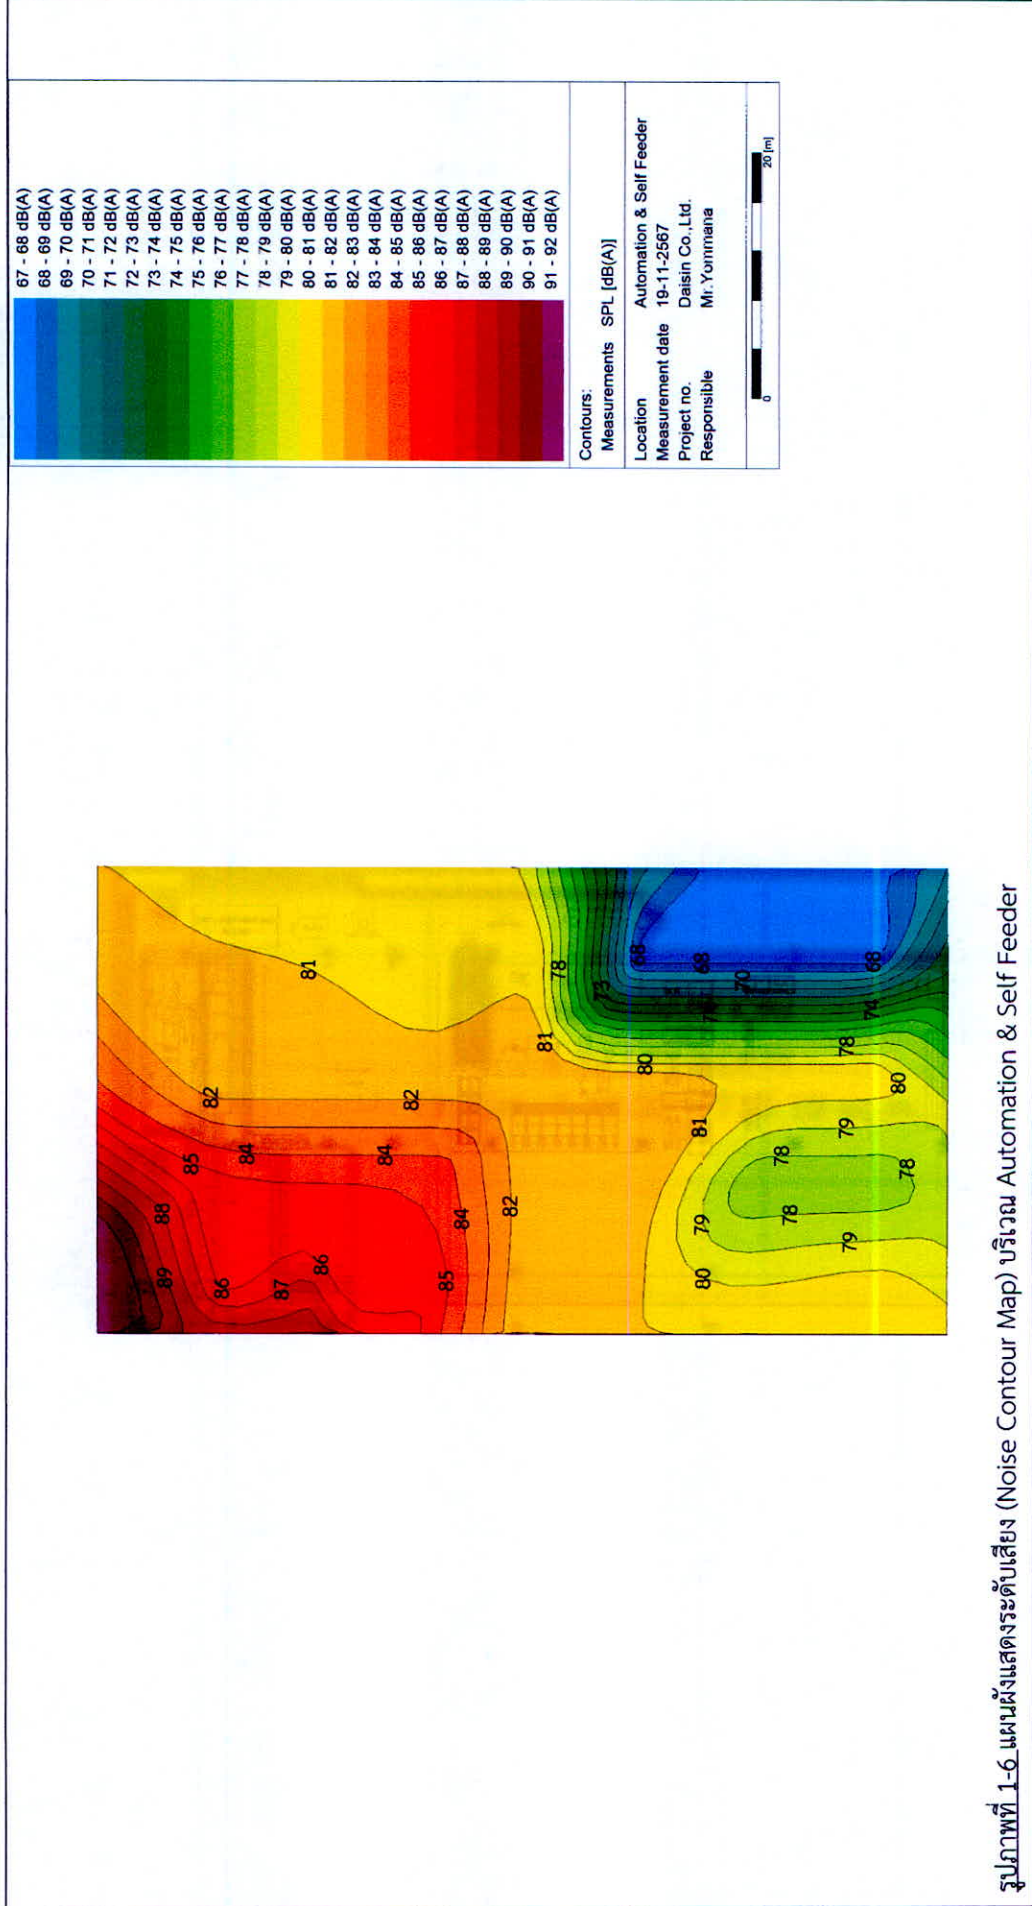 67 - 68 dB(A)
68 - 69 dB(A)
69 - 70 dB(A)
70 - 71 dB(A)
71 - 72 dB(A)
72 - 73 dB(A)
73 - 74 dB(A)
74 - 75 dB(A)
75 - 76 dB(A)
76 - 77 dB(A)
77 - 78 dB(A)
78 - 79 dB(A)
79 - 80 dB(A)
80 - 81 dB(A)
81 - 82 dB(A)
82 - 83 dB(A)
83 - 84 dB(A)
84 - 85 dB(A)
85 - 86 dB(A)
86 - 87 dB(A)
87 - 88 dB(A)
88 - 89 dB(A)
89 - 90 dB(A)
90 - 91 dB(A)
91 - 92 dB(A)
Contours:
Measurements SPL [dB(A)]
Location Automation & Self Feeder
Measurement date 19-11-2567
Project no. Daisin Co.,Ltd.
Responsible Mr.Yummana
0 20 [m]
89
88
85
86
82
84
87
86
81
84
82
85
84
82
81
78
73
80
68
80
79
81
68
70
78
78
79
79
78
74
68
78
80
รูปภาพที่ 1-6 แผนผังแสดงระดับเสียง (Noise Contour Map) บริเวณ Automation & Self Feeder